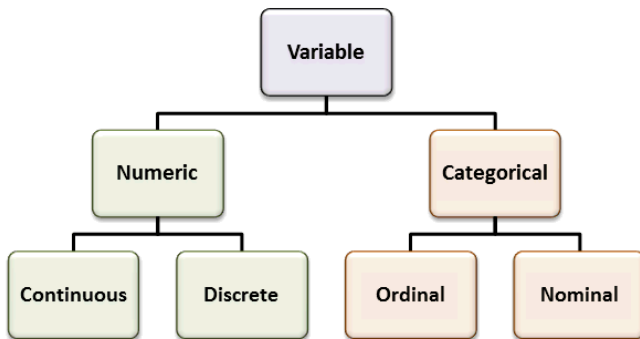 Variable
Numeric
Categorical
Continuous
Discrete
Ordinal
Nominal